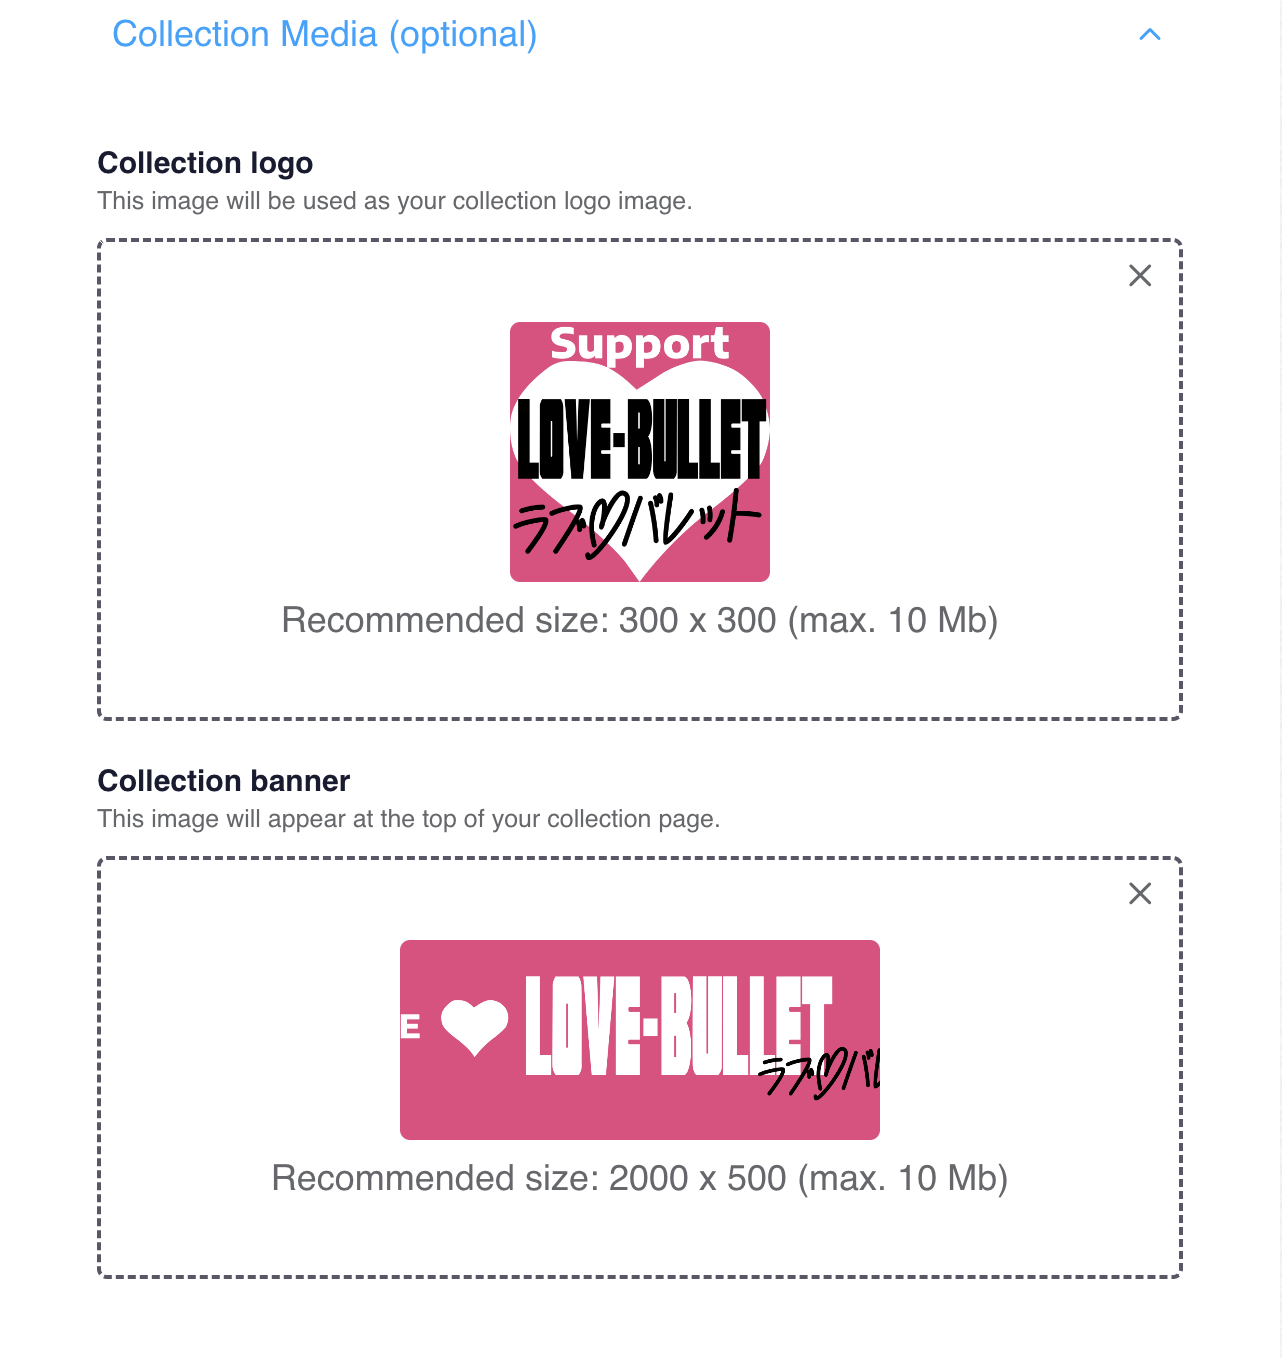 Collection Media (optional)
Collection logo
This image will be used as your collection logo image.
Support
LOVE-BULLET
ラブ♡バレット
Recommended size: 300 x 300 (max. 10 Mb)
Collection banner
This image will appear at the top of your collection page.
E ♥ LOVE-BULLET
ラブ♡バレ
Recommended size: 2000 x 500 (max. 10 Mb)